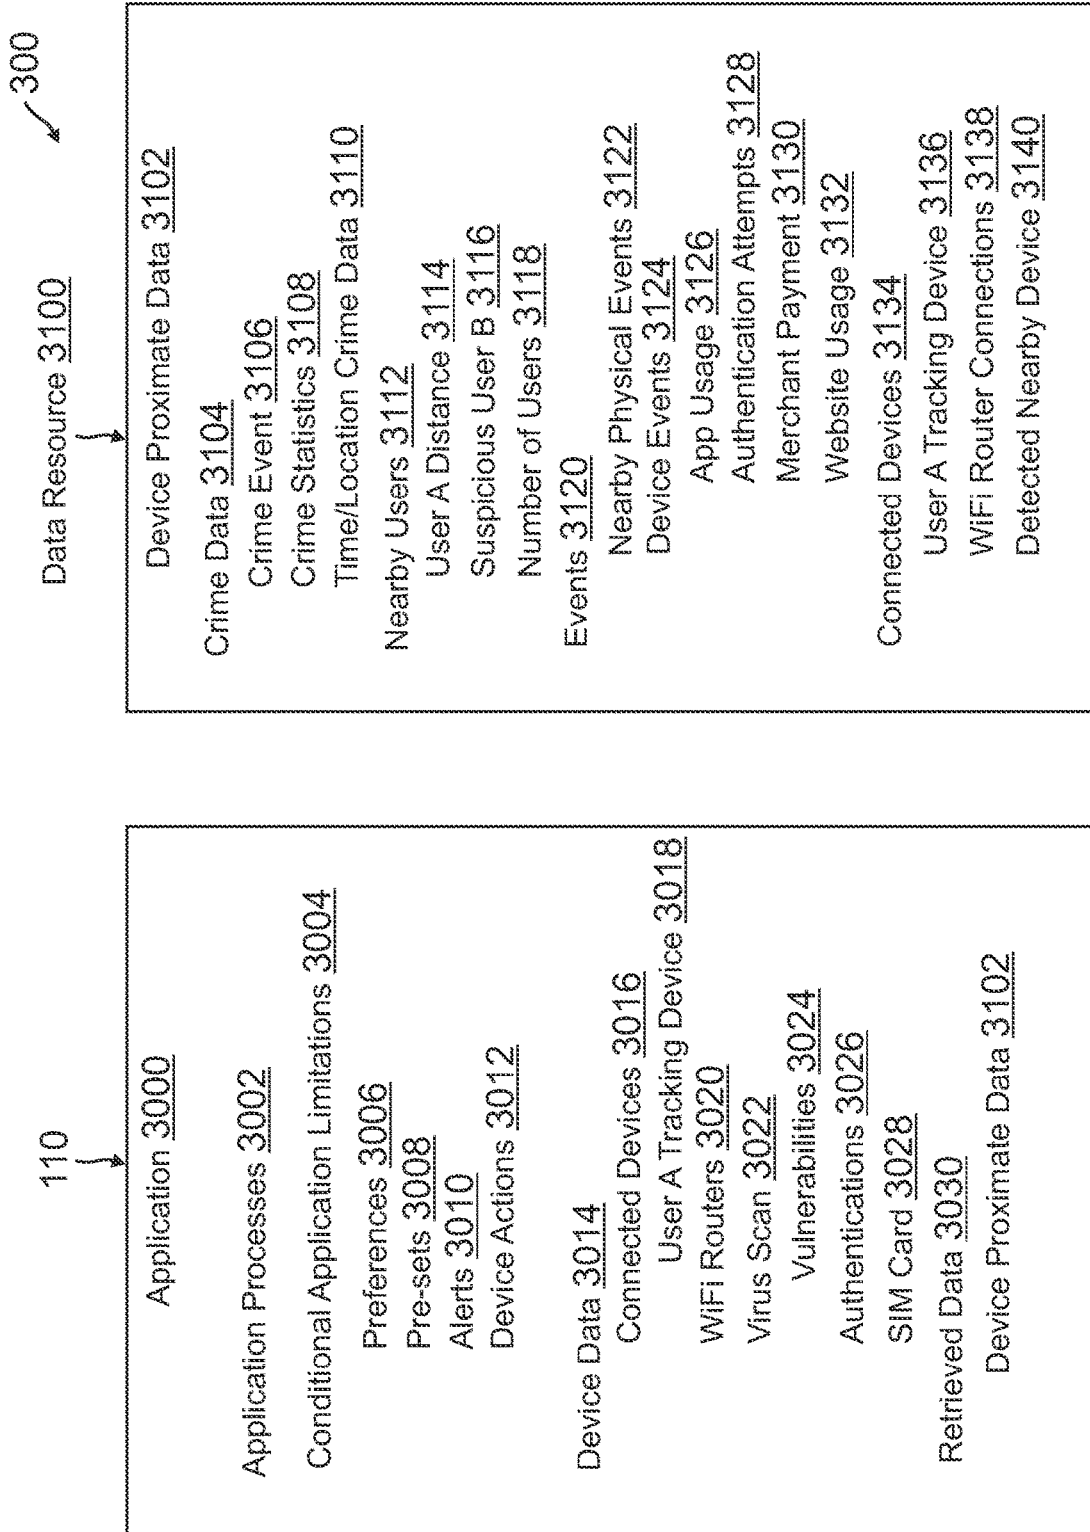 300
110
Application 3000
Application Processes 3002
Conditional Application Limitations 3004
Preferences 3006
Pre-sets 3008
Alerts 3010
Device Actions 3012
Device Data 3014
Connected Devices 3016
User A Tracking Device 3018
WiFi Routers 3020
Virus Scan 3022
Vulnerabilities 3024
Authentications 3026
SIM Card 3028
Retrieved Data 3030
Device Proximate Data 3102
Data Resource 3100
Device Proximate Data 3102
Crime Data 3104
Crime Event 3106
Crime Statistics 3108
Time/Location Crime Data 3110
Nearby Users 3112
User A Distance 3114
Suspicious User B 3116
Number of Users 3118
Events 3120
Nearby Physical Events 3122
Device Events 3124
App Usage 3126
Authentication Attempts 3128
Merchant Payment 3130
Website Usage 3132
Connected Devices 3134
User A Tracking Device 3136
WiFi Router Connections 3138
Detected Nearby Device 3140